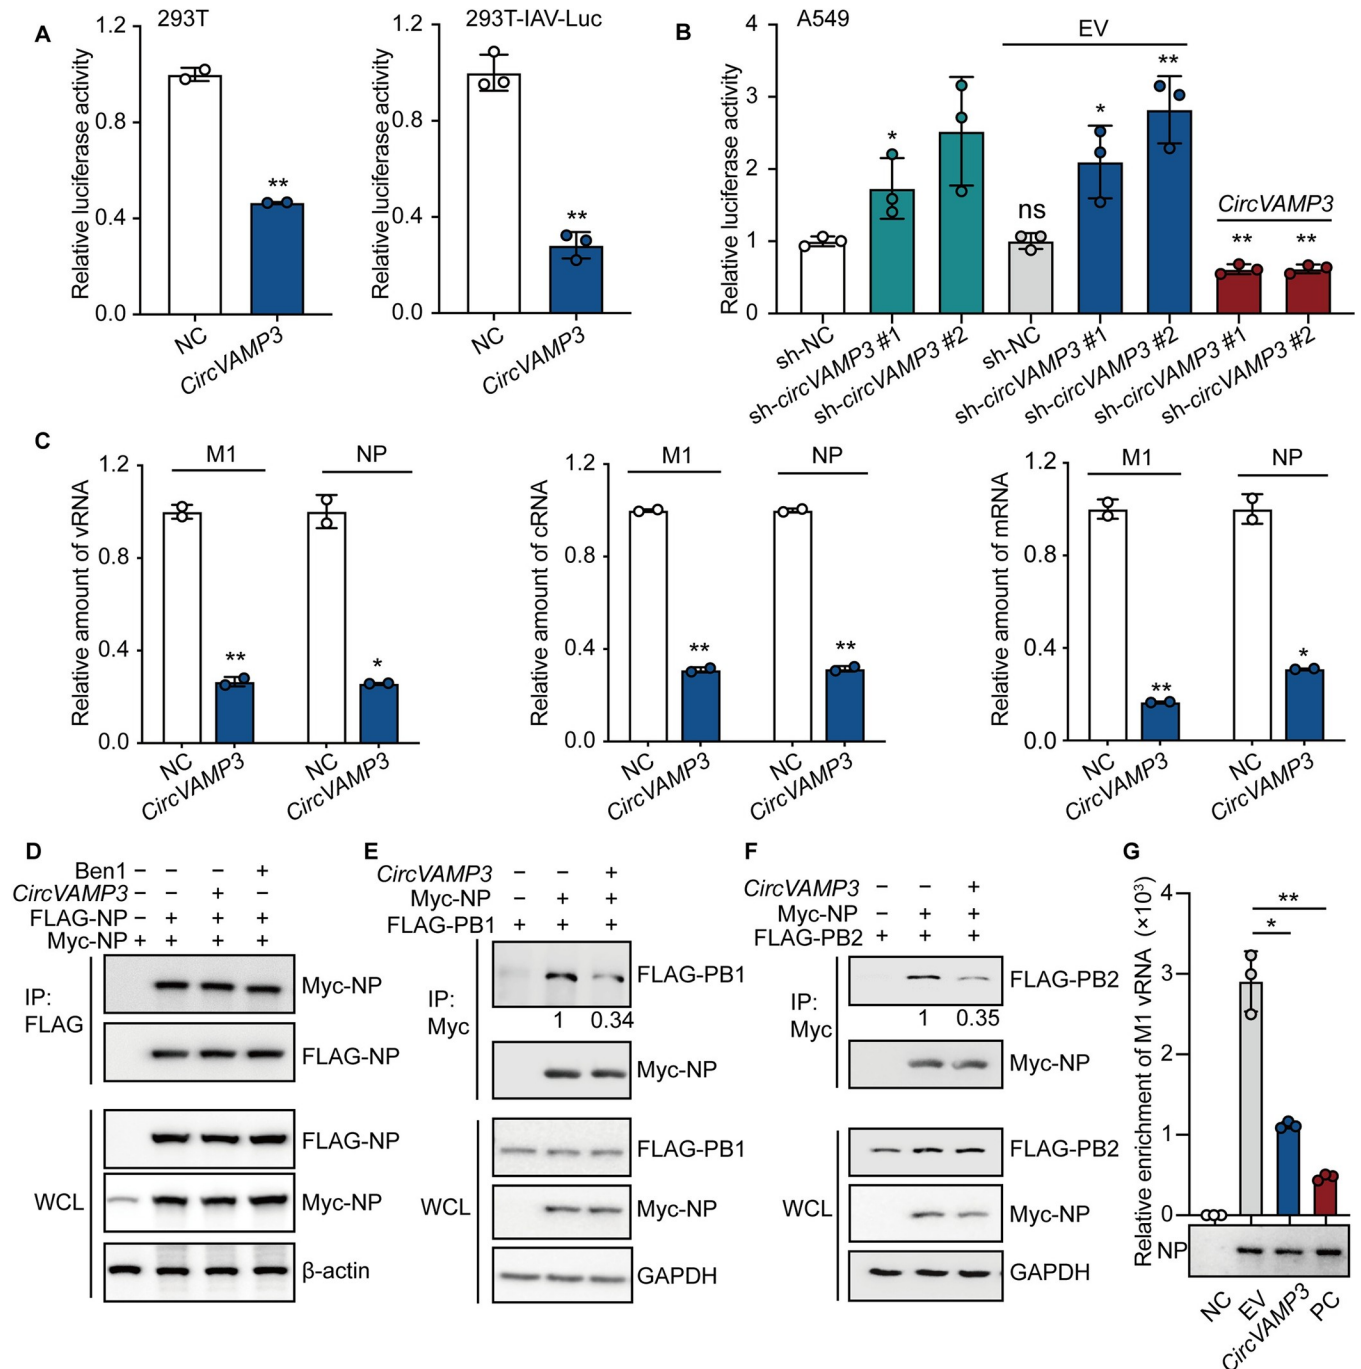 A
293T
Relative luciferase activity
1.2
0.8
0.4
0.0
**
NC
CircVAMP3
293T-IAV-Luc
Relative luciferase activity
1.2
0.8
0.4
0.0
**
NC
CircVAMP3
B
A549
Relative luciferase activity
4
3
2
1
0
EV
CircVAMP3
*
ns
*
**
**
**
sh-NC
sh-circVAMP3 #1
sh-circVAMP3 #2
sh-NC
sh-circVAMP3 #1
sh-circVAMP3 #2
sh-circVAMP3 #1
sh-circVAMP3 #2
C
Relative amount of vRNA
1.2
0.8
0.4
0.0
M1
NP
**
*
NC
CircVAMP3
NC
CircVAMP3
Relative amount of cRNA
1.2
0.8
0.4
0.0
M1
NP
**
**
NC
CircVAMP3
NC
CircVAMP3
Relative amount of mRNA
1.2
0.8
0.4
0.0
M1
NP
**
*
NC
CircVAMP3
NC
CircVAMP3
D
Ben1 − − − +
CircVAMP3 − − + −
FLAG-NP − + + +
Myc-NP + + + +
IP:
FLAG
Myc-NP
FLAG-NP
WCL
FLAG-NP
Myc-NP
β-actin
E
CircVAMP3 − − +
Myc-NP − + +
FLAG-PB1 + + +
IP:
Myc
FLAG-PB1
1 0.34
Myc-NP
WCL
FLAG-PB1
Myc-NP
GAPDH
F
CircVAMP3 − − +
Myc-NP − + +
FLAG-PB2 + + +
IP:
Myc
FLAG-PB2
1 0.35
Myc-NP
WCL
FLAG-PB2
Myc-NP
GAPDH
G
Relative enrichment of M1 vRNA (×10³)
4
3
2
1
0
**
*
NP
NC
EV
CircVAMP3
PC